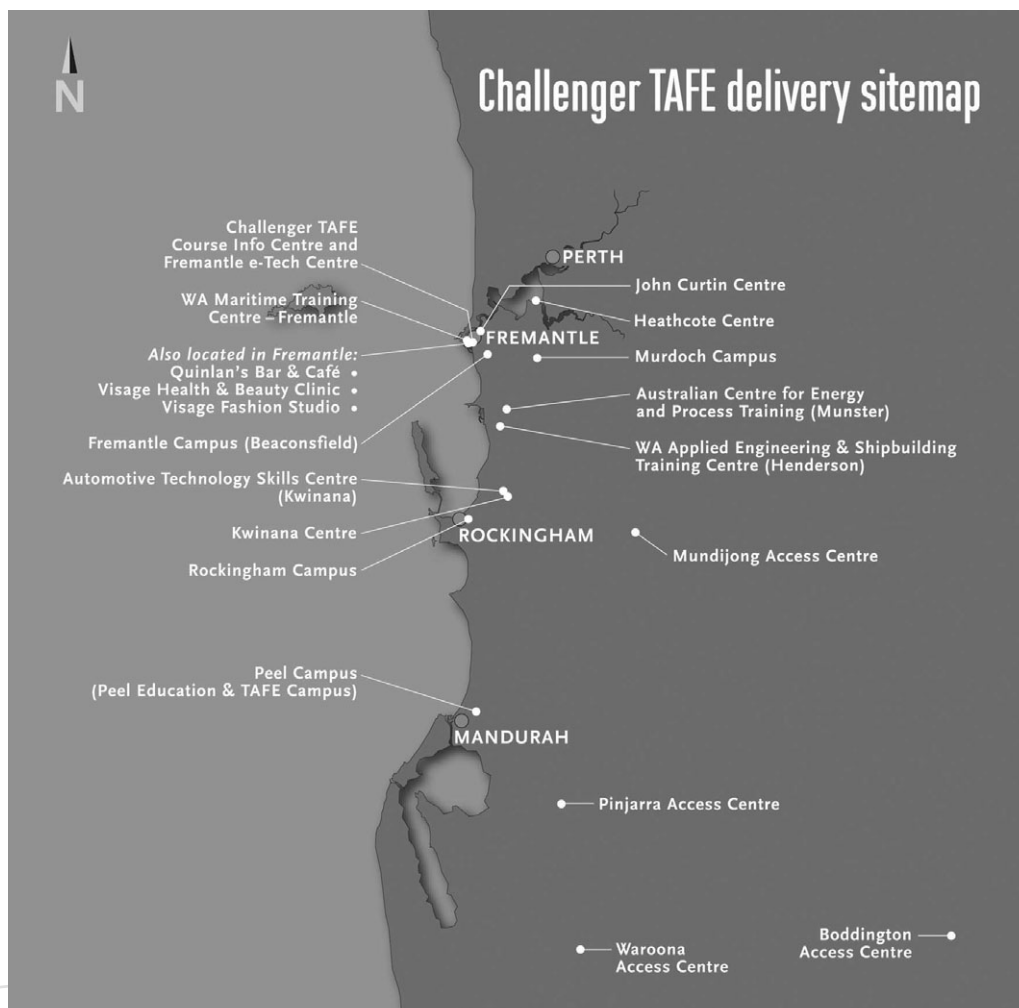 N
Challenger TAFE delivery sitemap
Challenger TAFE
Course Info Centre and
Fremantle e-Tech Centre
WA Maritime Training
Centre – Fremantle
Also located in Fremantle:
Quinlan's Bar & Café •
Visage Health & Beauty Clinic •
Visage Fashion Studio •
Fremantle Campus (Beaconsfield)
Automotive Technology Skills Centre
(Kwinana)
Kwinana Centre
Rockingham Campus
Peel Campus
(Peel Education & TAFE Campus)
PERTH
John Curtin Centre
Heathcote Centre
FREMANTLE
Murdoch Campus
Australian Centre for Energy
and Process Training (Munster)
WA Applied Engineering & Shipbuilding
Training Centre (Henderson)
ROCKINGHAM
Mundijong Access Centre
MANDURAH
Pinjarra Access Centre
Waroona
Access Centre
Boddington
Access Centre